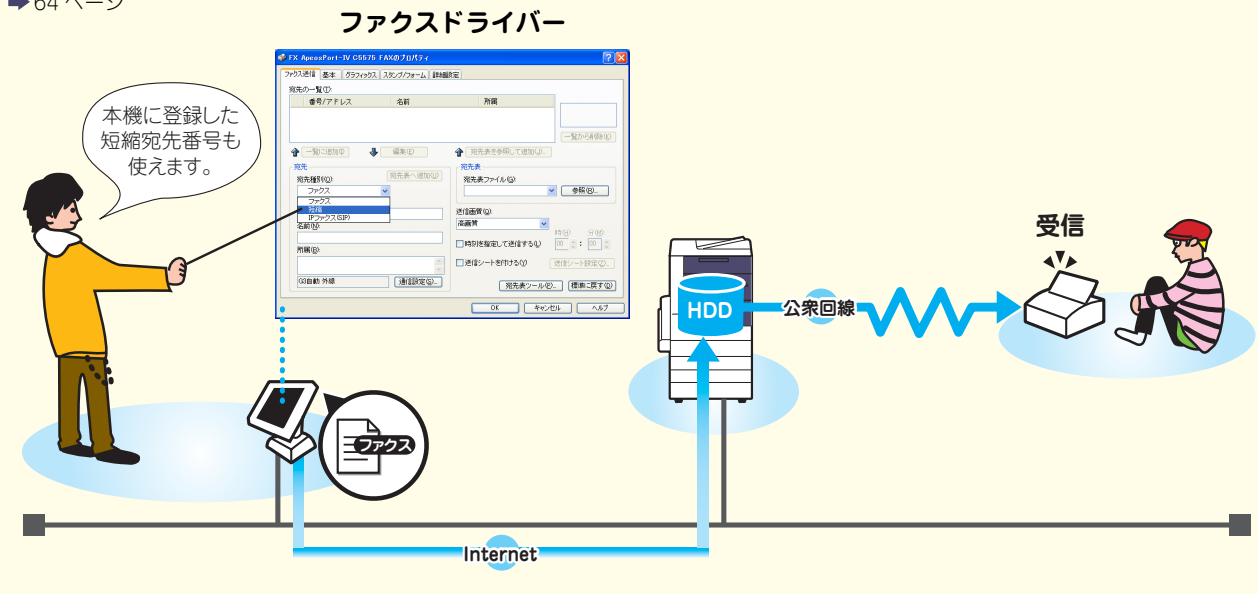 ➡64 ページ
ファクスドライバー
本機に登録した
短縮宛先番号も
使えます。
FX ApeosPort-IV C5575 FAXのプロパティ
ファクス送信 基本 グラフィックス スタンプ/フォーム 詳細設定
宛先の一覧(T):
番号/アドレス 名前 所属
一覧から削除(K)
一覧に追加 編集(E) 宛先表を参照して追加(J)...
宛先
宛先種別(O): 宛先表へ追加(W)
ファクス
ファクス
短縮
IPファクス(SIP)
名前(N):
所属(B):
G3自動 外線 通信設定(G)...
宛先表
宛先表ファイル(G):
参照(R)...
送信画質(Q):
高画質
時(H) 分(M)
時刻を指定して送信する(L) 00 : 00
送信シートを付ける(Y) 送信シート設定(Z)...
宛先表ツール(P)... 標準に戻す(D)
OK キャンセル ヘルプ
受信
HDD
公衆回線
ファクス
Internet